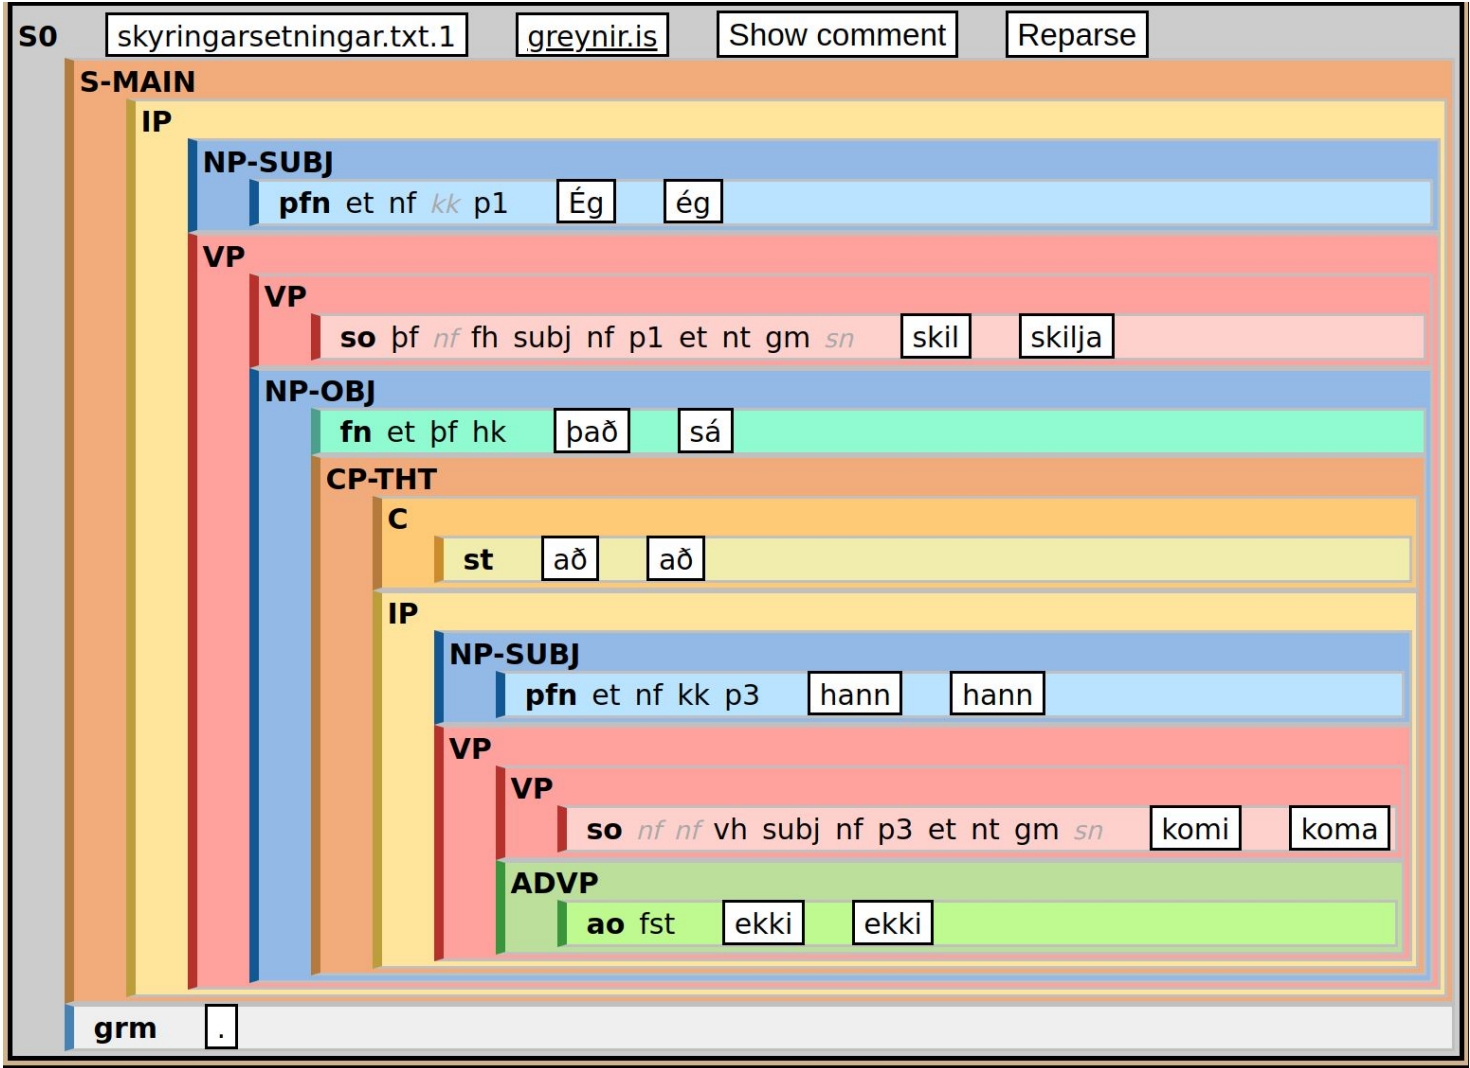 S0 skyringarsetningar.txt.1 greynir.is Show comment Reparse
S-MAIN
IP
NP-SUBJ
pfn et nf kk p1 Ég ég
VP
VP
so þf nf fh subj nf p1 et nt gm sn skil skilja
NP-OBJ
fn et þf hk það sá
CP-THT
C
st að að
IP
NP-SUBJ
pfn et nf kk p3 hann hann
VP
VP
so nf nf vh subj nf p3 et nt gm sn komi koma
ADVP
ao fst ekki ekki
grm .